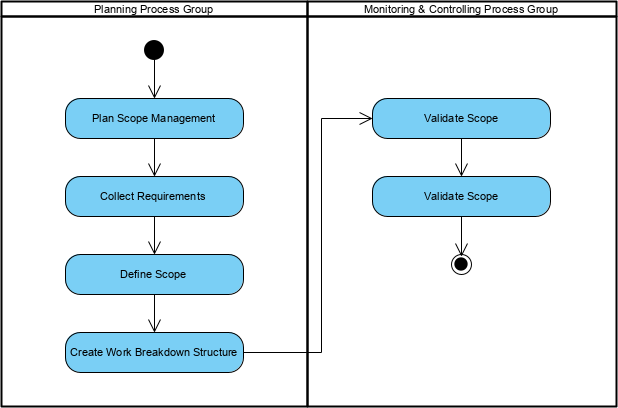 Planning Process Group
Monitoring & Controlling Process Group
Plan Scope Management
Collect Requirements
Define Scope
Create Work Breakdown Structure
Validate Scope
Validate Scope